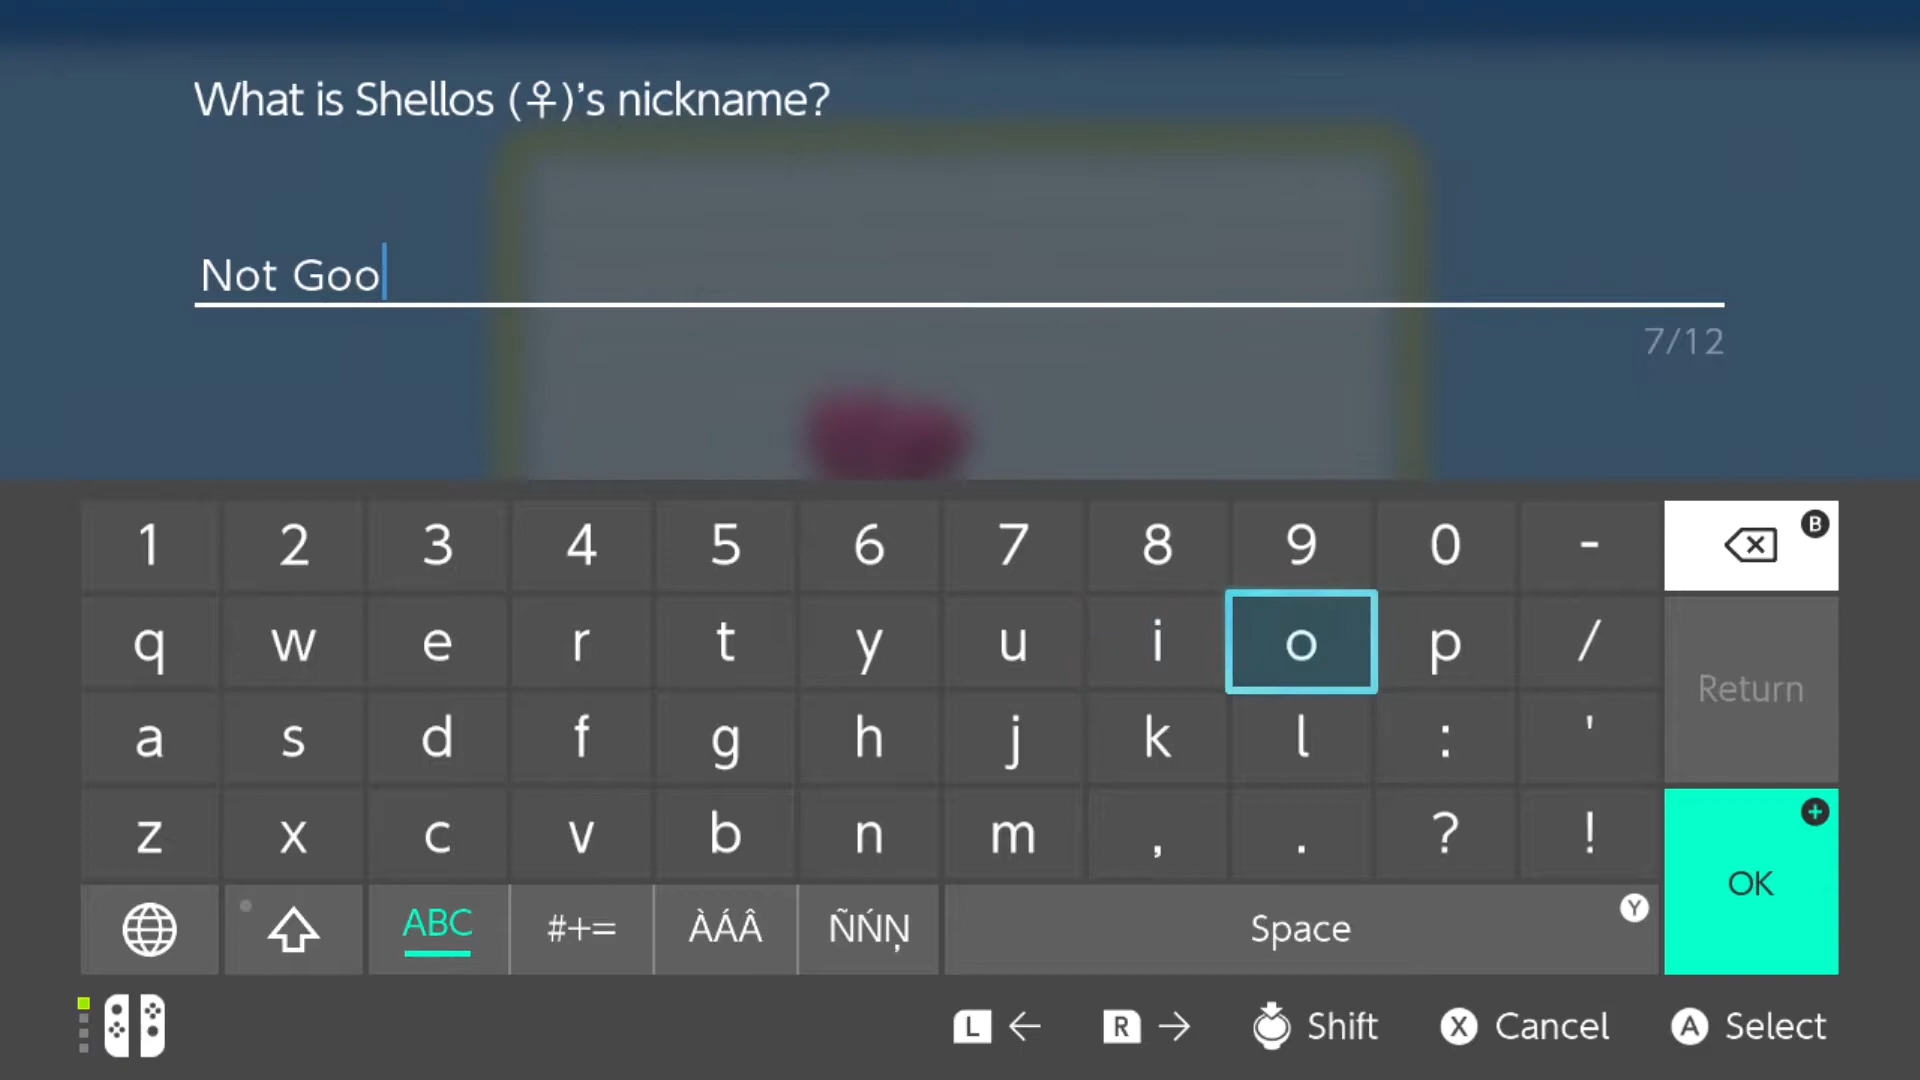 What is Shellos (♀)'s nickname?
Not Goo
7/12
1 2 3 4 5 6 7 8 9 0 - B
q w e r t y u i o p /
Return
a s d f g h j k l : '
z x c v b n m , . ? ! +
OK
ABC #+= ÀÁÂ ÑŃŅ Space Y
L ← R → Shift X Cancel A Select